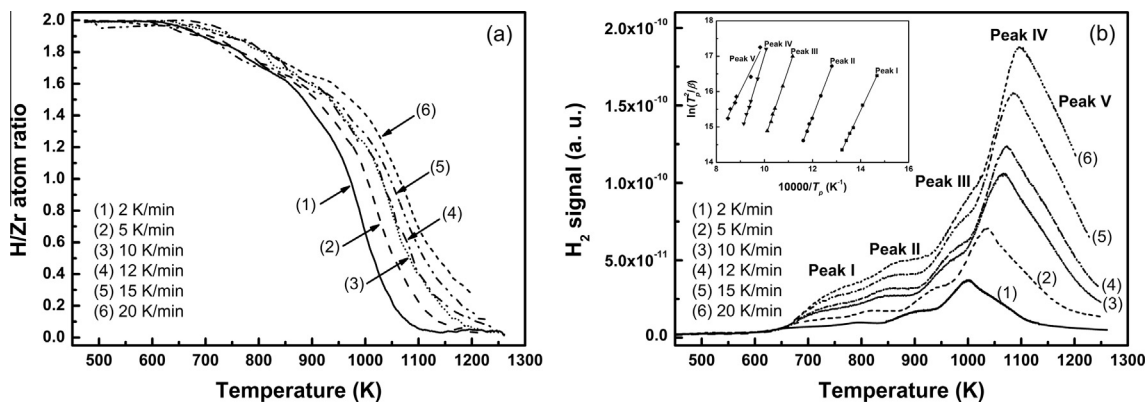 (a)
H/Zr atom ratio
2.0
1.8
1.6
1.4
1.2
1.0
0.8
0.6
0.4
0.2
0.0
(1) 2 K/min
(2) 5 K/min
(3) 10 K/min
(4) 12 K/min
(5) 15 K/min
(6) 20 K/min
(1)
(2)
(3)
(4)
(5)
(6)
500 600 700 800 900 1000 1100 1200 1300
Temperature (K)
(b)
H₂ signal (a. u.)
2.0x10⁻¹⁰
1.5x10⁻¹⁰
1.0x10⁻¹⁰
5.0x10⁻¹¹
0.0
ln(Tₚ²/β)
18
17
16
15
14
8 10 12 14 16
10000/Tₚ (K⁻¹)
Peak V
Peak IV
Peak III
Peak II
Peak I
Peak I
Peak II
Peak III
Peak IV
Peak V
(1) 2 K/min
(2) 5 K/min
(3) 10 K/min
(4) 12 K/min
(5) 15 K/min
(6) 20 K/min
(6)
(5)
(4)
(3)
(2)
(1)
500 600 700 800 900 1000 1100 1200 1300
Temperature (K)